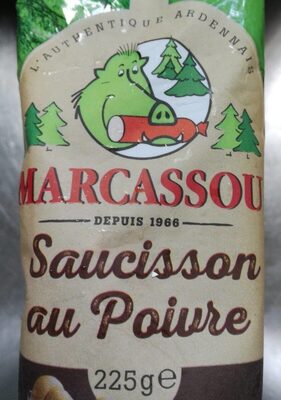 L'AUTHENTIQUE ARDENNAIS
MARCASSOU
DEPUIS 1966
Saucisson
au Poivre
225g℮